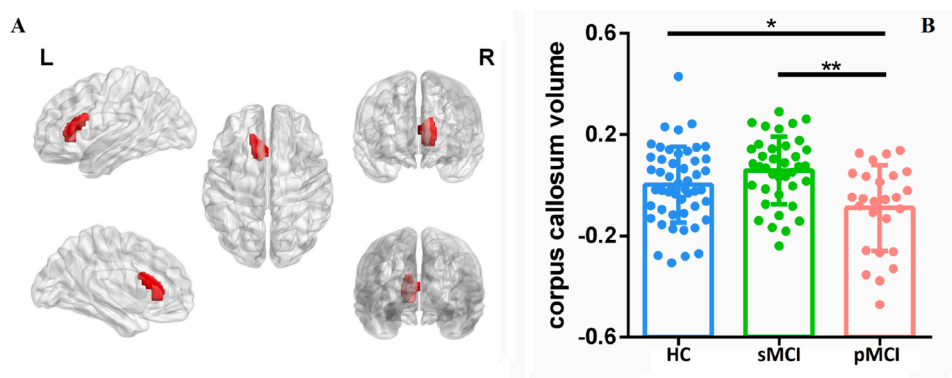 A
L
R
B
corpus callosum volume
0.6
0.2
-0.2
-0.6
*
**
HC
sMCI
pMCI